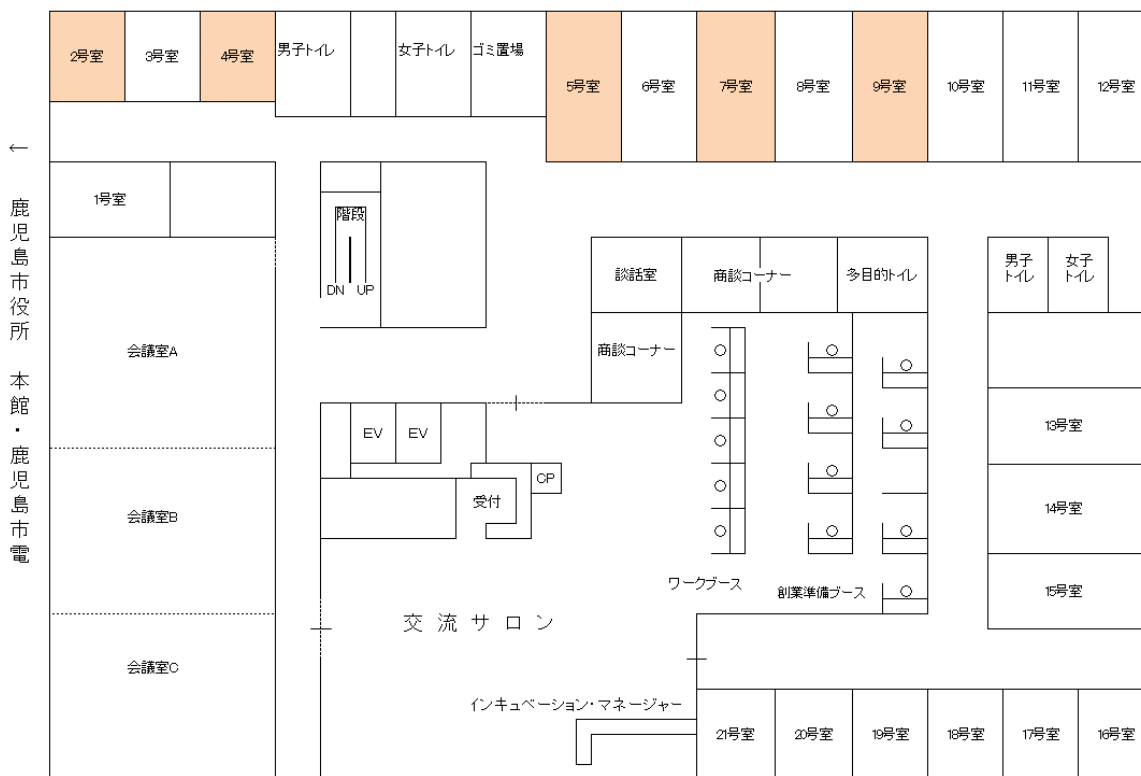 2号室
3号室
4号室
男子トイレ
女子トイレ
ゴミ置場
5号室
6号室
7号室
8号室
9号室
10号室
11号室
12号室
← 鹿児島市役所 本館・鹿児島市電
1号室
階段
DN UP
談話室
商談コーナー
多目的トイレ
男子
トイレ
女子
トイレ
会議室A
商談コーナー
13号室
EV
EV
CP
受付
会議室B
14号室
ワークブース
創業準備ブース
15号室
交流サロン
会議室C
インキュベーション・マネージャー
21号室
20号室
19号室
18号室
17号室
16号室